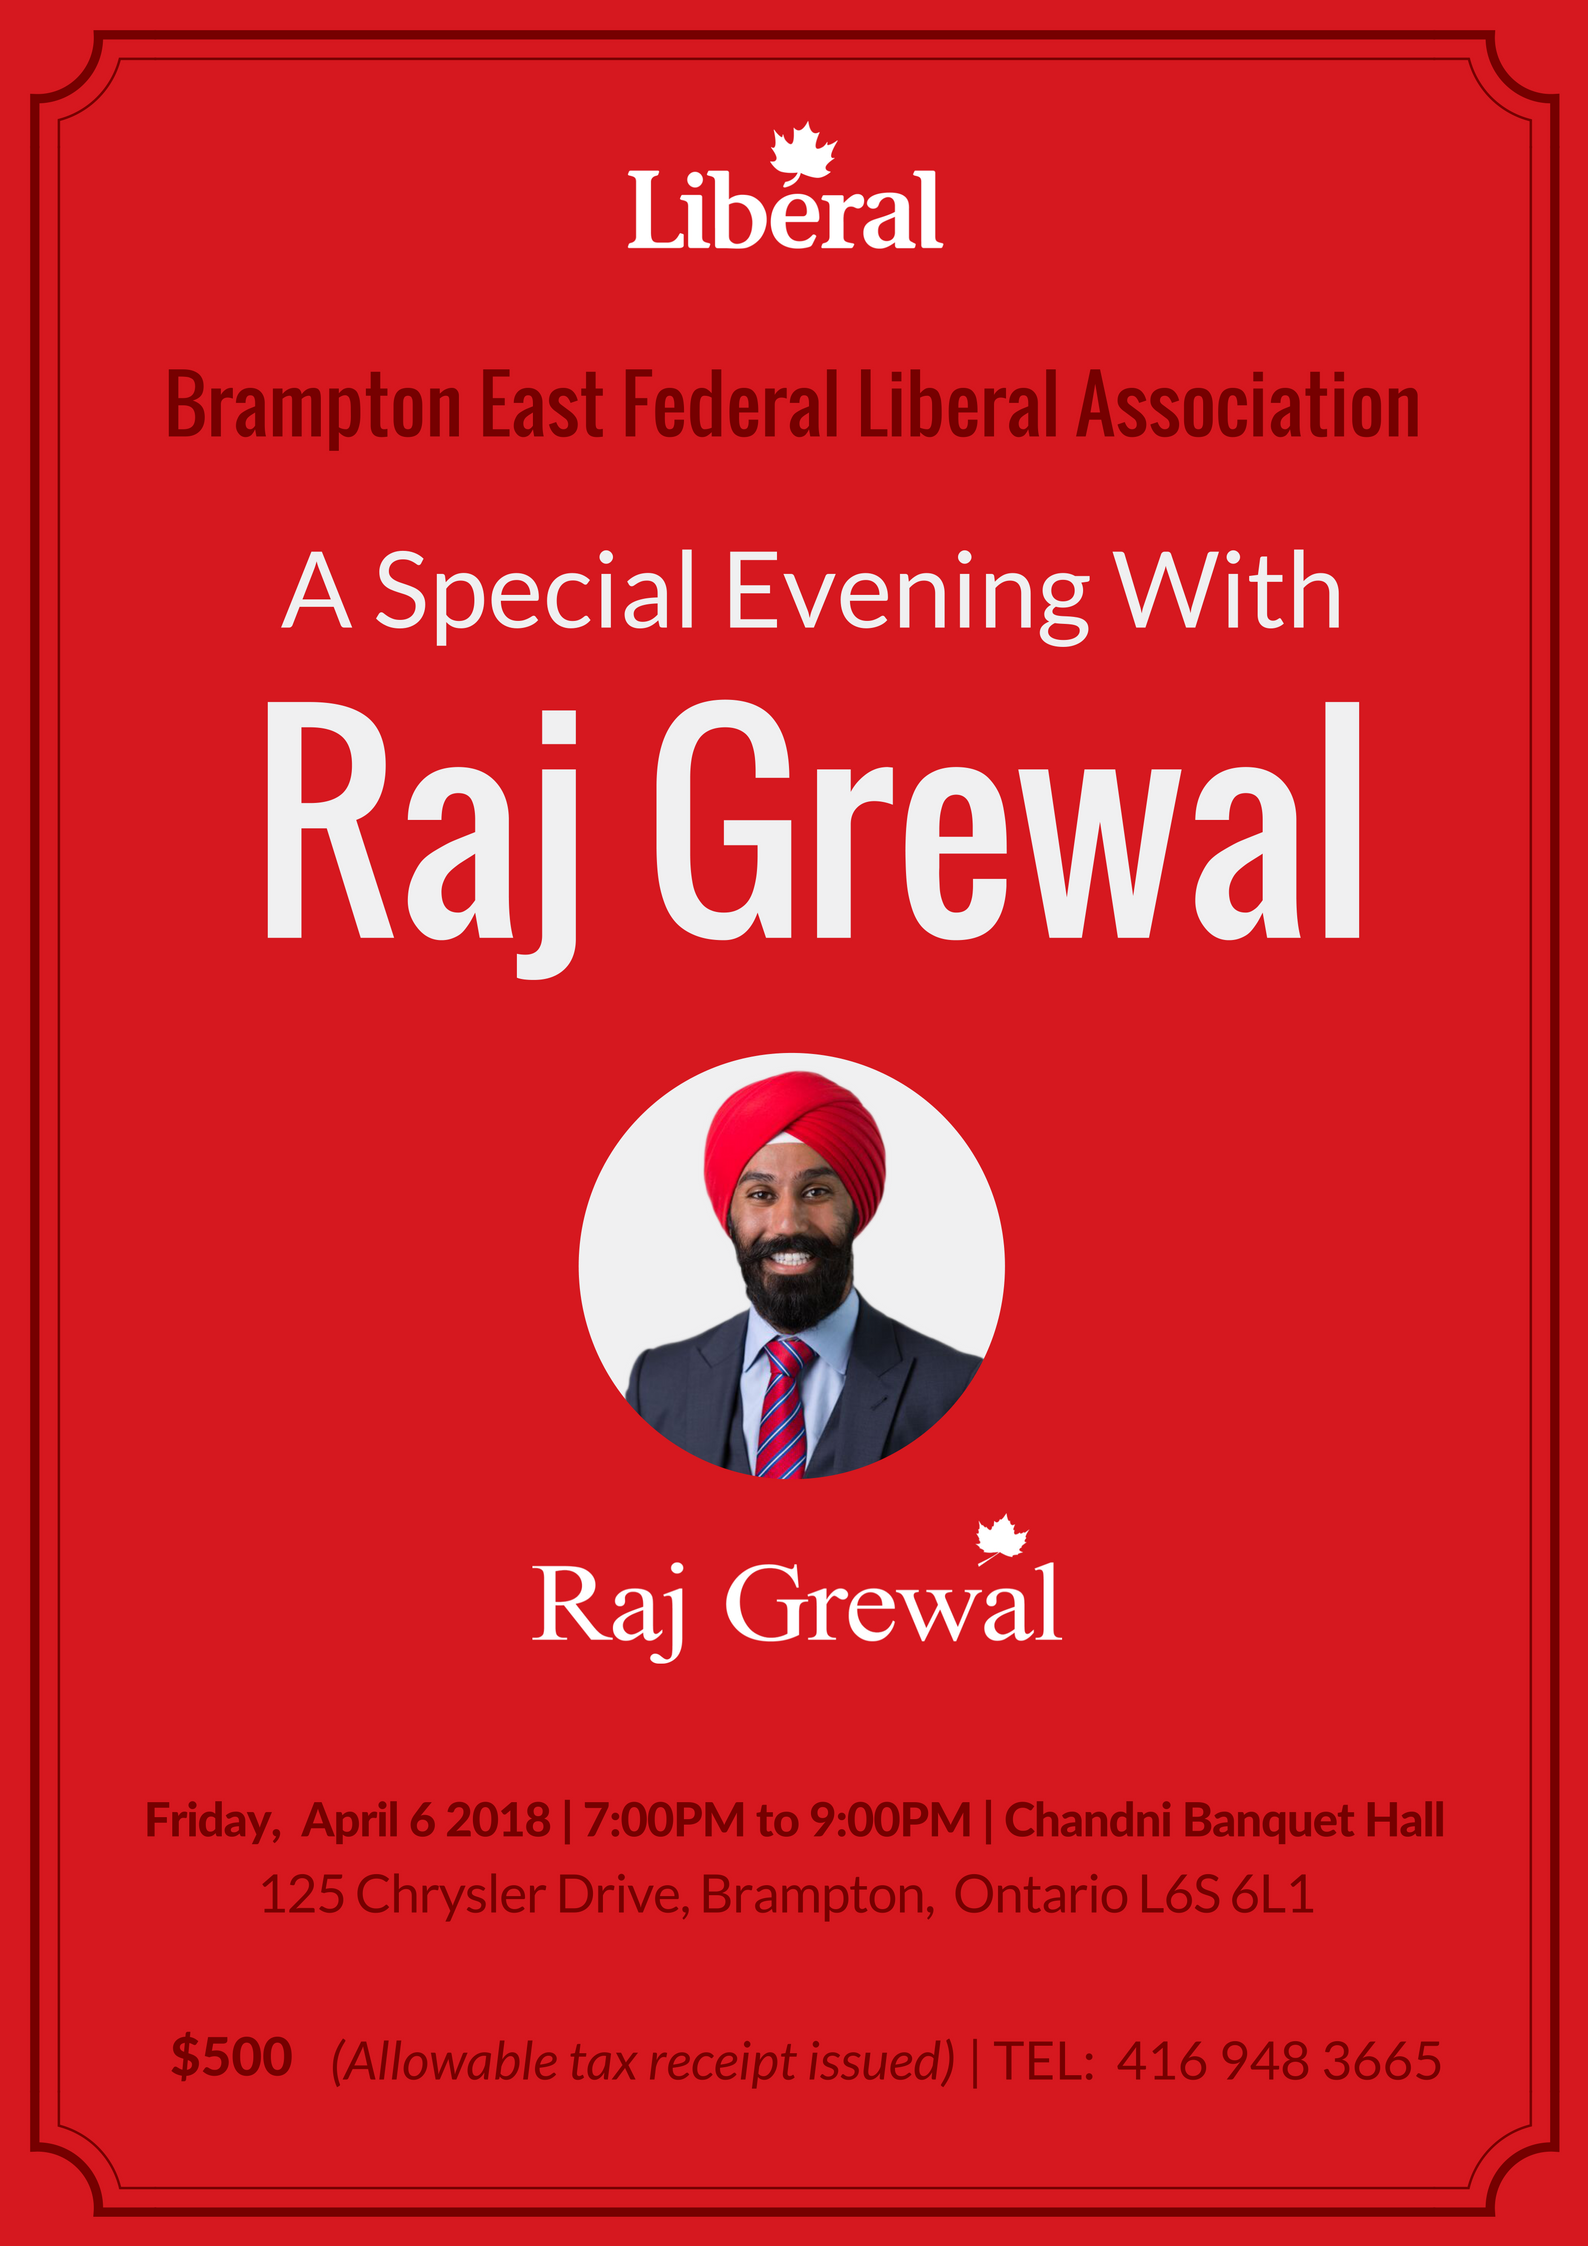 Liberal
Brampton East Federal Liberal Association
A Special Evening With
Raj Grewal
Raj Grewal
Friday, April 6 2018 | 7:00PM to 9:00PM | Chandni Banquet Hall
125 Chrysler Drive, Brampton, Ontario L6S 6L1
$500 (Allowable tax receipt issued) | TEL: 416 948 3665